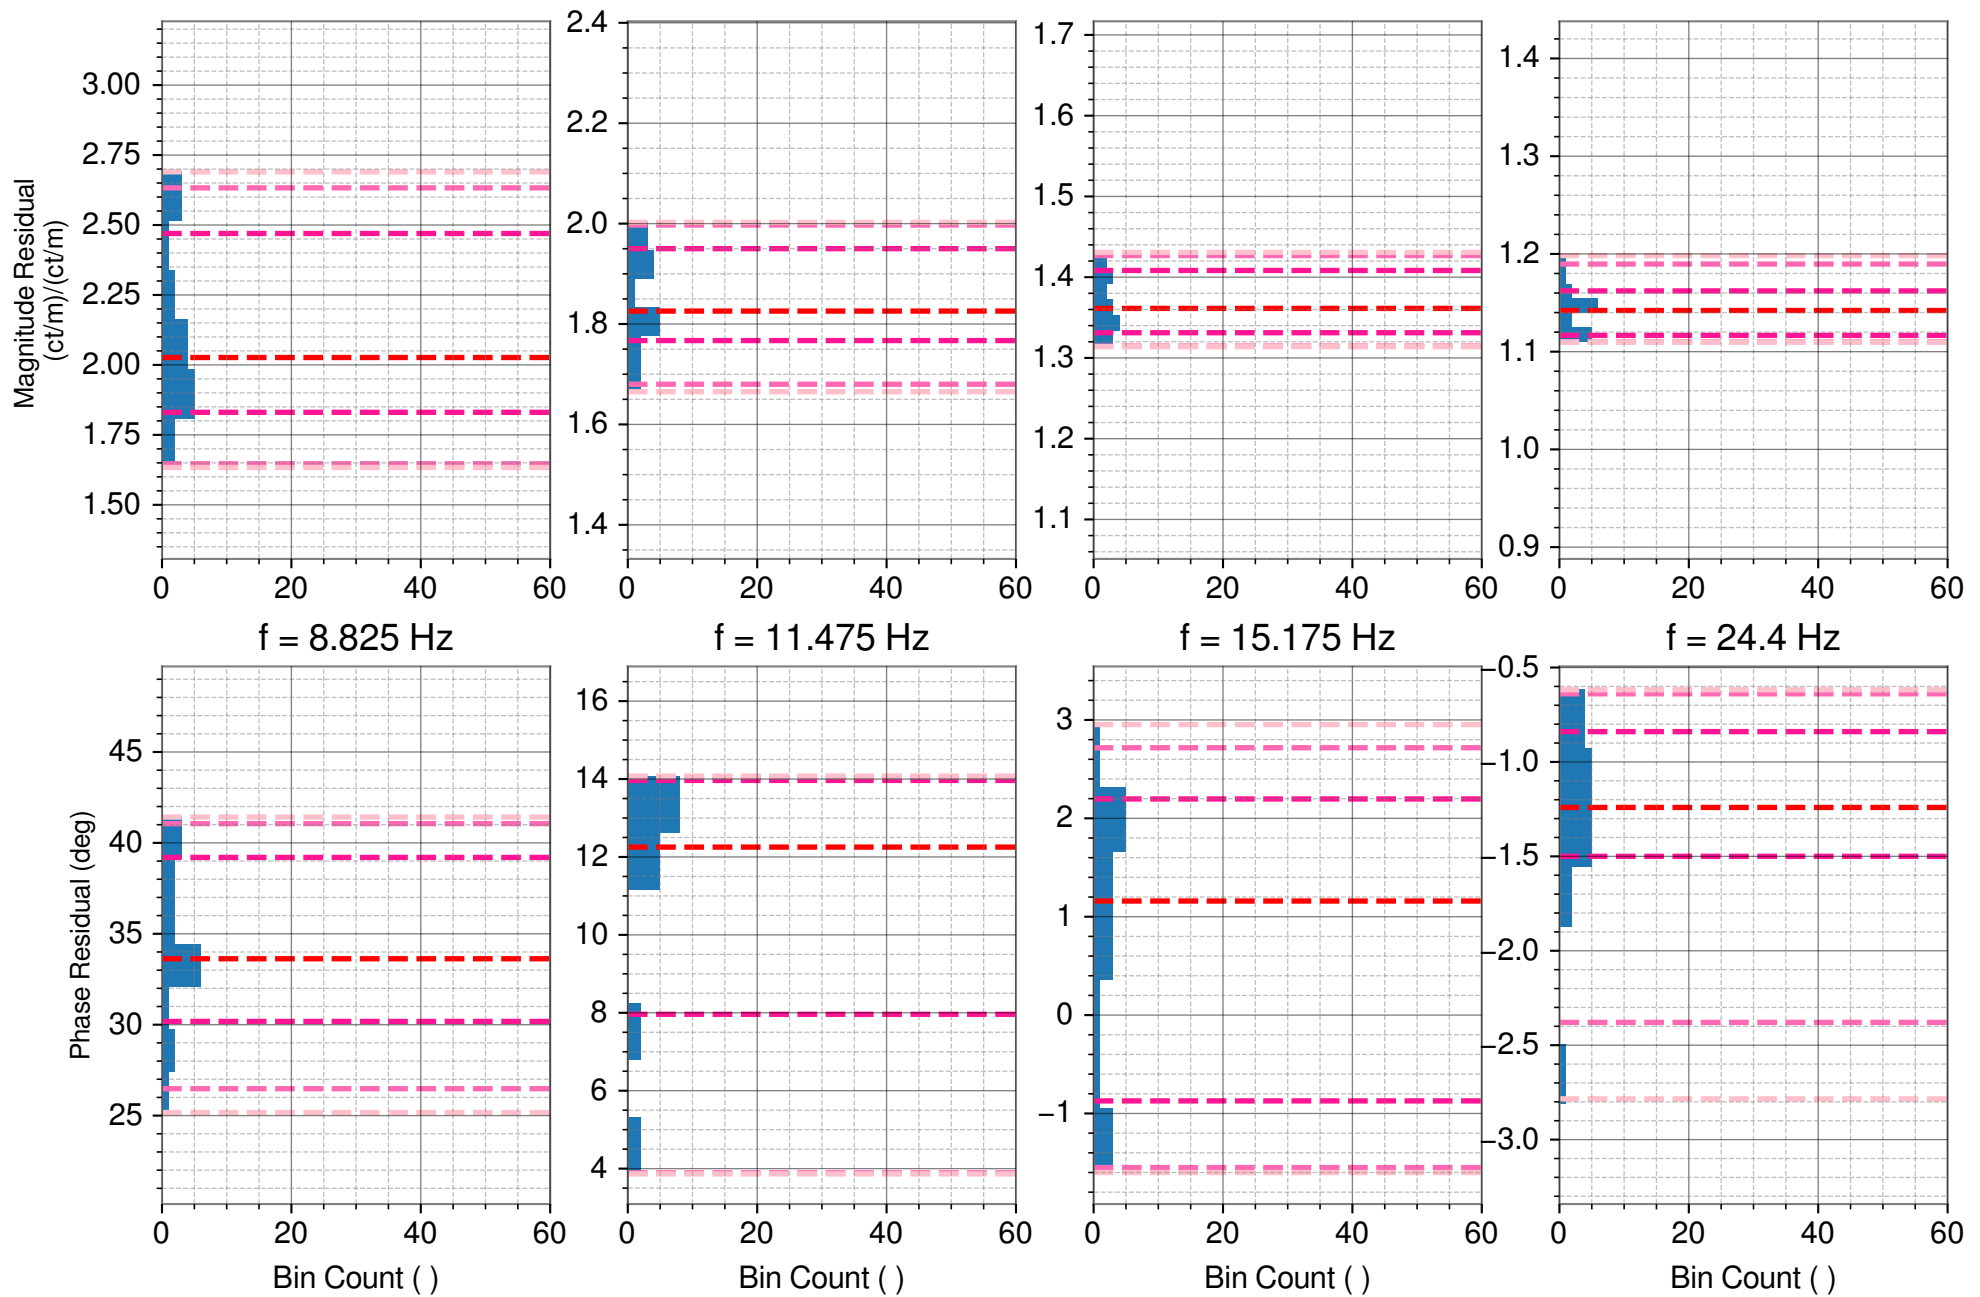 Magnitude Residual
(ct/m)/(ct/m)
3.00
2.75
2.50
2.25
2.00
1.75
1.50
0 20 40 60
2.4
2.2
2.0
1.8
1.6
1.4
0 20 40 60
1.7
1.6
1.5
1.4
1.3
1.2
1.1
0 20 40 60
1.4
1.3
1.2
1.1
1.0
0.9
0 20 40 60
f = 8.825 Hz
f = 11.475 Hz
f = 15.175 Hz
f = 24.4 Hz
Phase Residual (deg)
45
40
35
30
25
0 20 40 60
Bin Count ( )
16
14
12
10
8
6
4
0 20 40 60
Bin Count ( )
3
2
1
0
−1
0 20 40 60
Bin Count ( )
−0.5
−1.0
−1.5
−2.0
−2.5
−3.0
0 20 40 60
Bin Count ( )